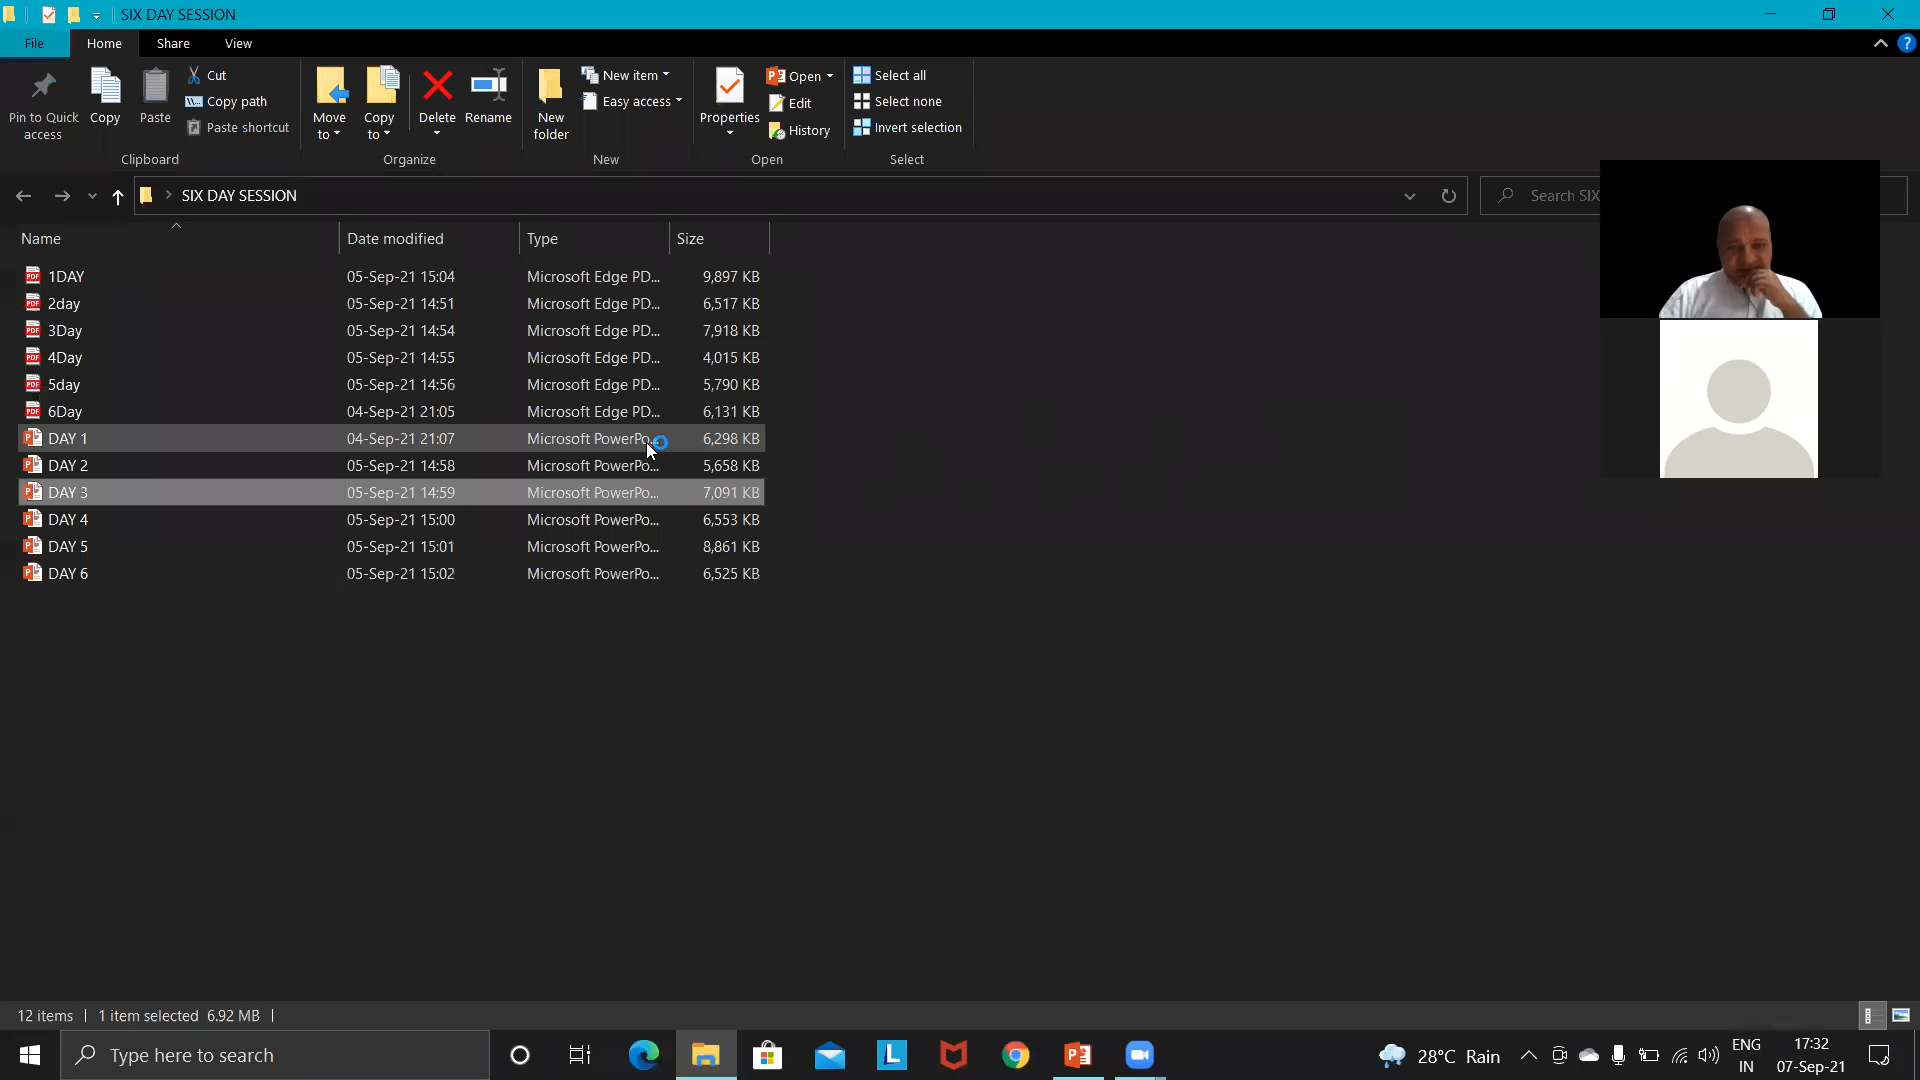 SIX DAY SESSION
File Home Share View
Pin to Quick access
Copy
Paste
Cut
Copy path
Paste shortcut
Clipboard
Move to
Copy to
Delete
Rename
Organize
New folder
New item
Easy access
New
Properties
Open
Edit
History
Open
Select all
Select none
Invert selection
Select
SIX DAY SESSION
Search SIX
Name Date modified Type Size
1DAY 05-Sep-21 15:04 Microsoft Edge PD... 9,897 KB
2day 05-Sep-21 14:51 Microsoft Edge PD... 6,517 KB
3Day 05-Sep-21 14:54 Microsoft Edge PD... 7,918 KB
4Day 05-Sep-21 14:55 Microsoft Edge PD... 4,015 KB
5day 05-Sep-21 14:56 Microsoft Edge PD... 5,790 KB
6Day 04-Sep-21 21:05 Microsoft Edge PD... 6,131 KB
DAY 1 04-Sep-21 21:07 Microsoft PowerPo... 6,298 KB
DAY 2 05-Sep-21 14:58 Microsoft PowerPo... 5,658 KB
DAY 3 05-Sep-21 14:59 Microsoft PowerPo... 7,091 KB
DAY 4 05-Sep-21 15:00 Microsoft PowerPo... 6,553 KB
DAY 5 05-Sep-21 15:01 Microsoft PowerPo... 8,861 KB
DAY 6 05-Sep-21 15:02 Microsoft PowerPo... 6,525 KB
12 items 1 item selected 6.92 MB
Type here to search
28°C Rain
ENG
IN
17:32
07-Sep-21